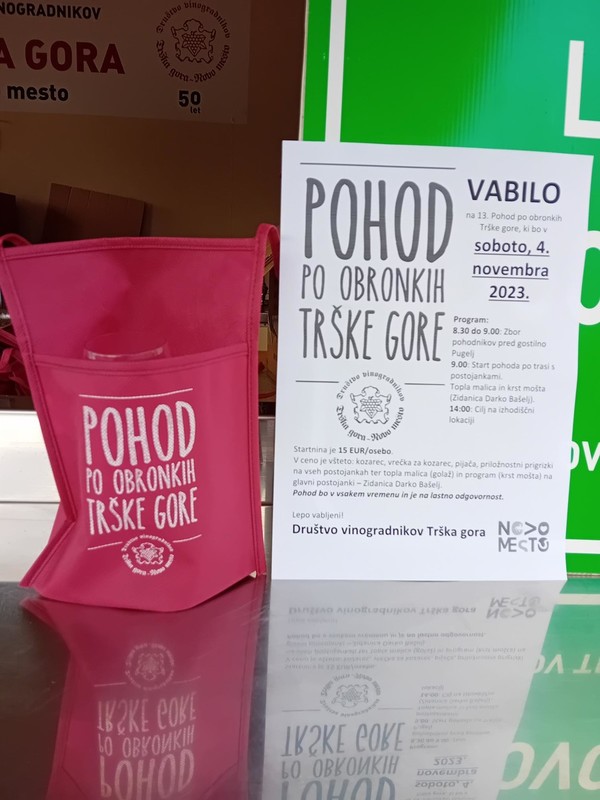 NOGRADNIKOV
A GORA
mesto
50
let
Društvo vinogradnikov
Trška gora - Novo mesto
POHOD
PO OBRONKIH
TRŠKE GORE
Društvo vinogradnikov
Trška gora - Novo mesto
VABILO
na 13. Pohod po obronkih
Trške gore, ki bo v
soboto, 4.
novembra
2023.
Program:
8.30 do 9.00: Zbor
pohodnikov pred gostilno
Pugelj
9.00: Start pohoda po trasi s
postojankami.
Topla malica in krst mošta
(Zidanica Darko Bašelj).
14:00: Cilj na izhodiščni
lokaciji
Startnina je 15 EUR/osebo.
V ceno je všteto: kozarec, vrečka za kozarec, pijača, priložnostni prigrizki
na vseh postojankah ter topla malica (golaž) in program (krst mošta) na
glavni postojanki – Zidanica Darko Bašelj.
Pohod bo v vsakem vremenu in je na lastno odgovornost.
Lepo vabljeni!
Društvo vinogradnikov Trška gora
NOVO
MESTO
POHOD
PO OBRONKIH
TRŠKE GORE
Društvo vinogradnikov
Trška gora - Novo mesto